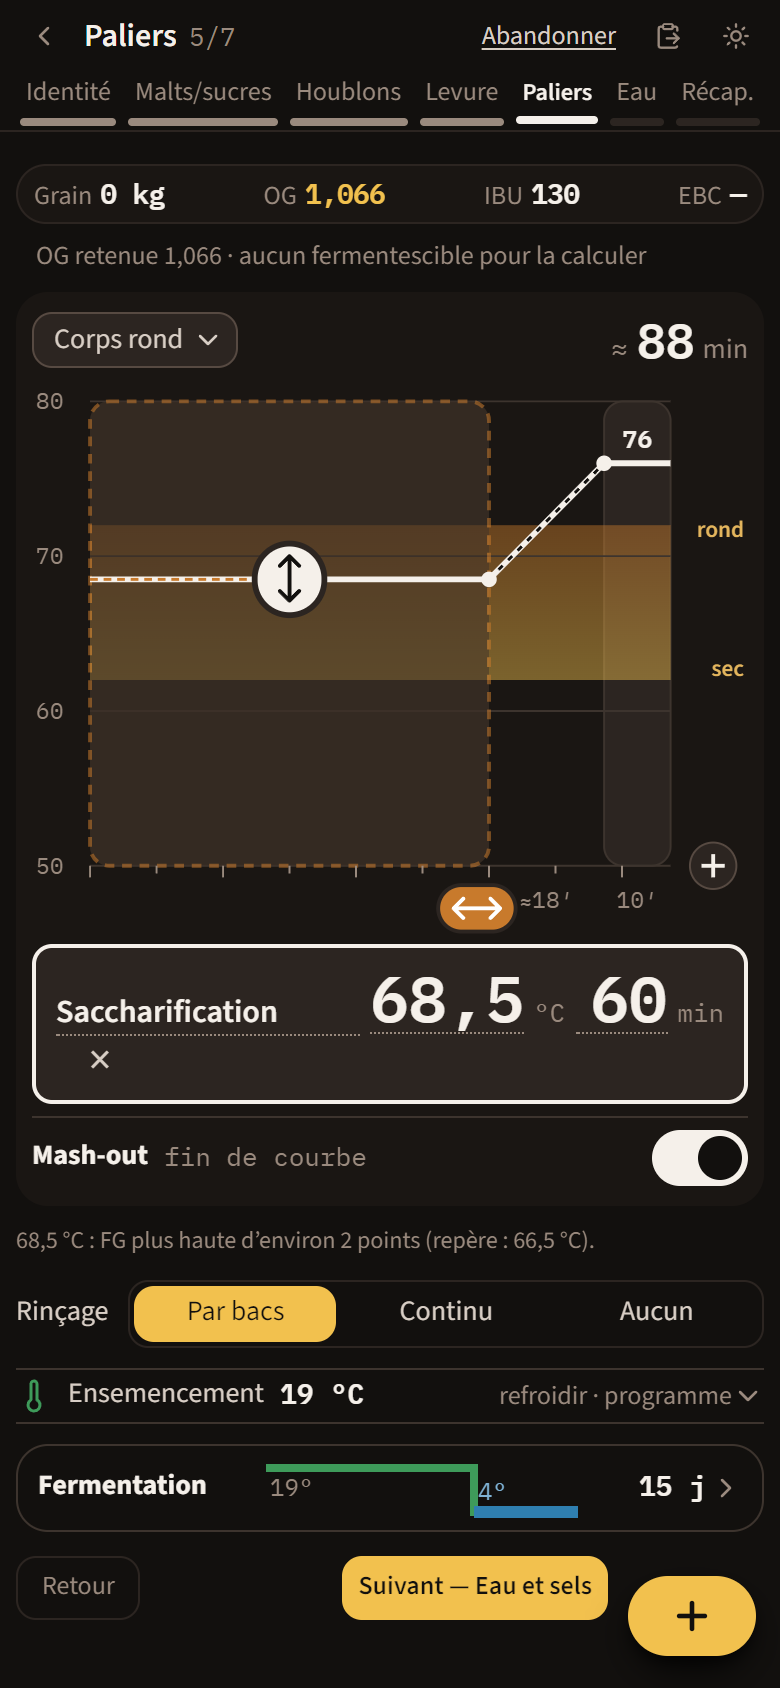 Paliers 5/7 Abandonner
Identité Malts/sucres Houblons Levure Paliers Eau Récap.
Grain 0 kg OG 1,066 IBU 130 EBC —
OG retenue 1,066 · aucun fermentescible pour la calculer
Corps rond ≈ 88 min
80
76
rond
70
sec
60
50
≈18′ 10′
Saccharification 68,5 °C 60 min
Mash-out fin de courbe
68,5 °C : FG plus haute d’environ 2 points (repère : 66,5 °C).
Rinçage Par bacs Continu Aucun
Ensemencement 19 °C refroidir · programme
Fermentation 19° 4° 15 j
Retour Suivant — Eau et sels